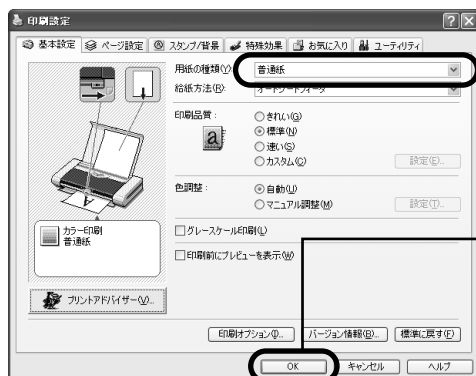 印刷設定
基本設定 ページ設定 スタンプ/背景 特殊効果 お気に入り ユーティリティ
用紙の種類(Y): 普通紙
給紙方法(R): オートシートフィーダ
印刷品質: きれい(G)
標準(N)
速い(S)
カスタム(C) 設定(E)...
色調整: 自動(U)
マニュアル調整(M) 設定(T)...
カラー印刷
普通紙
グレースケール印刷(L)
印刷前にプレビューを表示(W)
プリントアドバイザー(V)...
印刷オプション(I)... バージョン情報(B)... 標準に戻す(F)
OK キャンセル ヘルプ